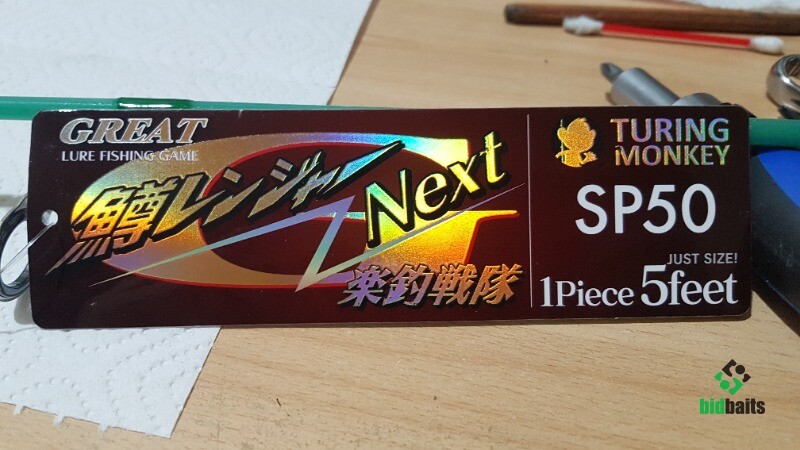 GREAT
LURE FISHING GAME
鱒レンジャー Next
楽釣戦隊
TURING
MONKEY
SP50
JUST SIZE!
1Piece 5feet
bidbaits